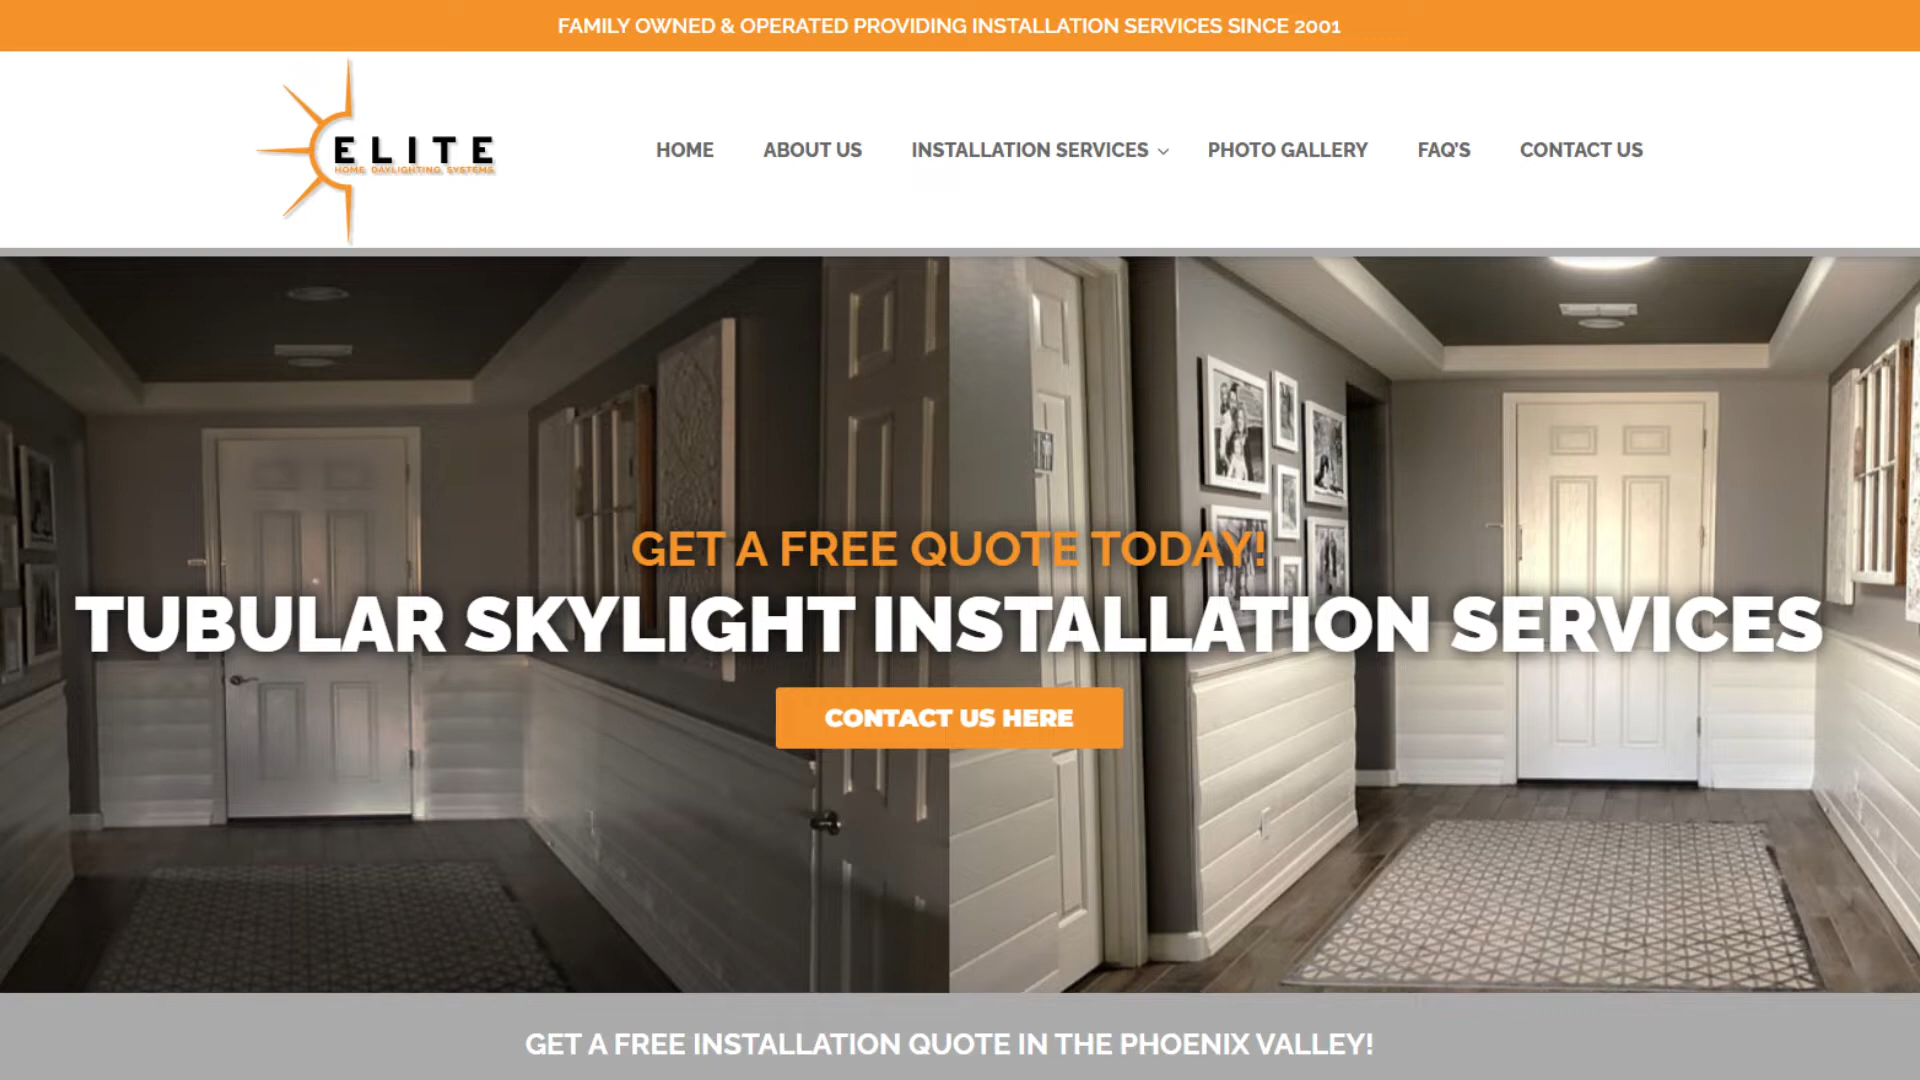 FAMILY OWNED & OPERATED PROVIDING INSTALLATION SERVICES SINCE 2001
ELITE
HOME DAYLIGHTING SYSTEMS
HOME ABOUT US INSTALLATION SERVICES PHOTO GALLERY FAQ'S CONTACT US
GET A FREE QUOTE TODAY!
TUBULAR SKYLIGHT INSTALLATION SERVICES
CONTACT US HERE
GET A FREE INSTALLATION QUOTE IN THE PHOENIX VALLEY!